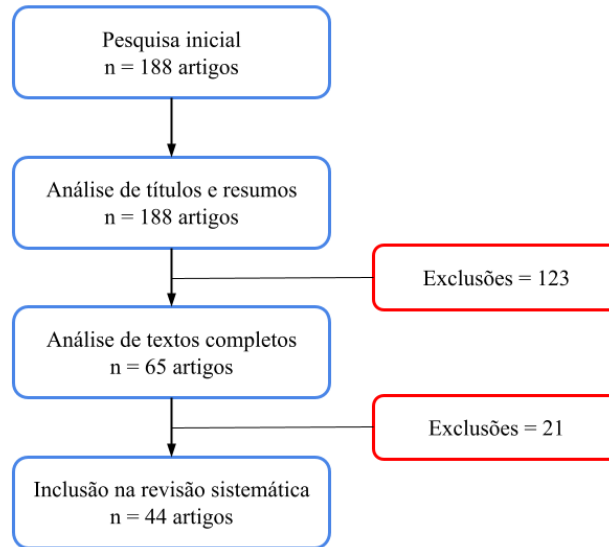 Pesquisa inicial
n = 188 artigos
Análise de títulos e resumos
n = 188 artigos
Exclusões = 123
Análise de textos completos
n = 65 artigos
Exclusões = 21
Inclusão na revisão sistemática
n = 44 artigos